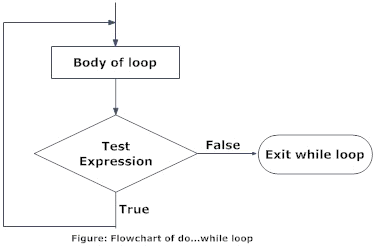 Body of loop
Test
Expression
False
Exit while loop
True
Figure: Flowchart of do...while loop